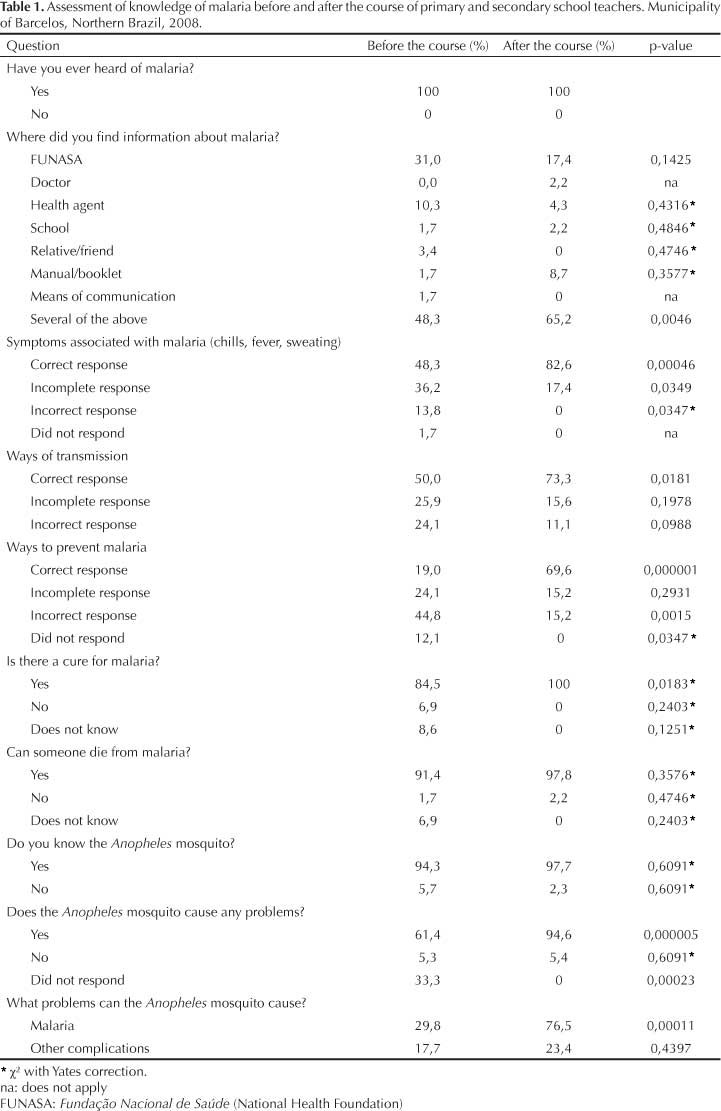 Table 1. Assessment of knowledge of malaria before and after the course of primary and secondary school teachers. Municipality
of Barcelos, Northern Brazil, 2008.
Question Before the course (%) After the course (%) p-value
Have you ever heard of malaria?
Yes 100 100
No 0 0
Where did you find information about malaria?
FUNASA 31,0 17,4 0,1425
Doctor 0,0 2,2 na
Health agent 10,3 4,3 0,4316*
School 1,7 2,2 0,4846*
Relative/friend 3,4 0 0,4746*
Manual/booklet 1,7 8,7 0,3577*
Means of communication 1,7 0 na
Several of the above 48,3 65,2 0,0046
Symptoms associated with malaria (chills, fever, sweating)
Correct response 48,3 82,6 0,00046
Incomplete response 36,2 17,4 0,0349
Incorrect response 13,8 0 0,0347*
Did not respond 1,7 0 na
Ways of transmission
Correct response 50,0 73,3 0,0181
Incomplete response 25,9 15,6 0,1978
Incorrect response 24,1 11,1 0,0988
Ways to prevent malaria
Correct response 19,0 69,6 0,000001
Incomplete response 24,1 15,2 0,2931
Incorrect response 44,8 15,2 0,0015
Did not respond 12,1 0 0,0347*
Is there a cure for malaria?
Yes 84,5 100 0,0183*
No 6,9 0 0,2403*
Does not know 8,6 0 0,1251*
Can someone die from malaria?
Yes 91,4 97,8 0,3576*
No 1,7 2,2 0,4746*
Does not know 6,9 0 0,2403*
Do you know the Anopheles mosquito?
Yes 94,3 97,7 0,6091*
No 5,7 2,3 0,6091*
Does the Anopheles mosquito cause any problems?
Yes 61,4 94,6 0,000005
No 5,3 5,4 0,6091*
Did not respond 33,3 0 0,00023
What problems can the Anopheles mosquito cause?
Malaria 29,8 76,5 0,00011
Other complications 17,7 23,4 0,4397
* χ² with Yates correction.
na: does not apply
FUNASA: Fundação Nacional de Saúde (National Health Foundation)